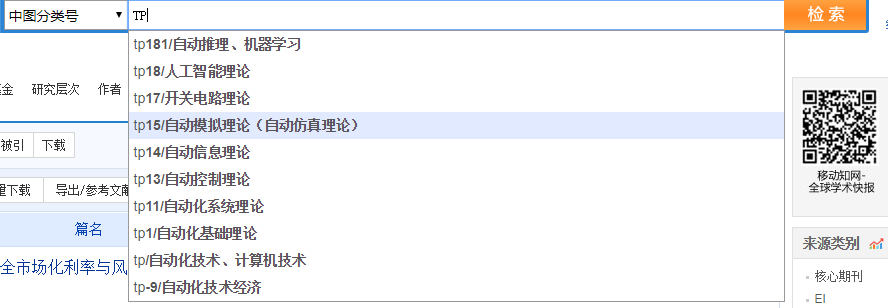 中图分类号 TP 检 索
tp181/自动推理、机器学习
tp18/人工智能理论
tp17/开关电路理论
tp15/自动模拟理论（自动仿真理论）
tp14/自动信息理论
tp13/自动控制理论
tp11/自动化系统理论
tp1/自动化基础理论
tp/自动化技术、计算机技术
tp-9/自动化技术经济
金 研究层次 作者
被引 下载
量下载 导出/参考文献
篇名
全市场化利率与风
移动知网-
全球学术快报
来源类别
核心期刊
EI